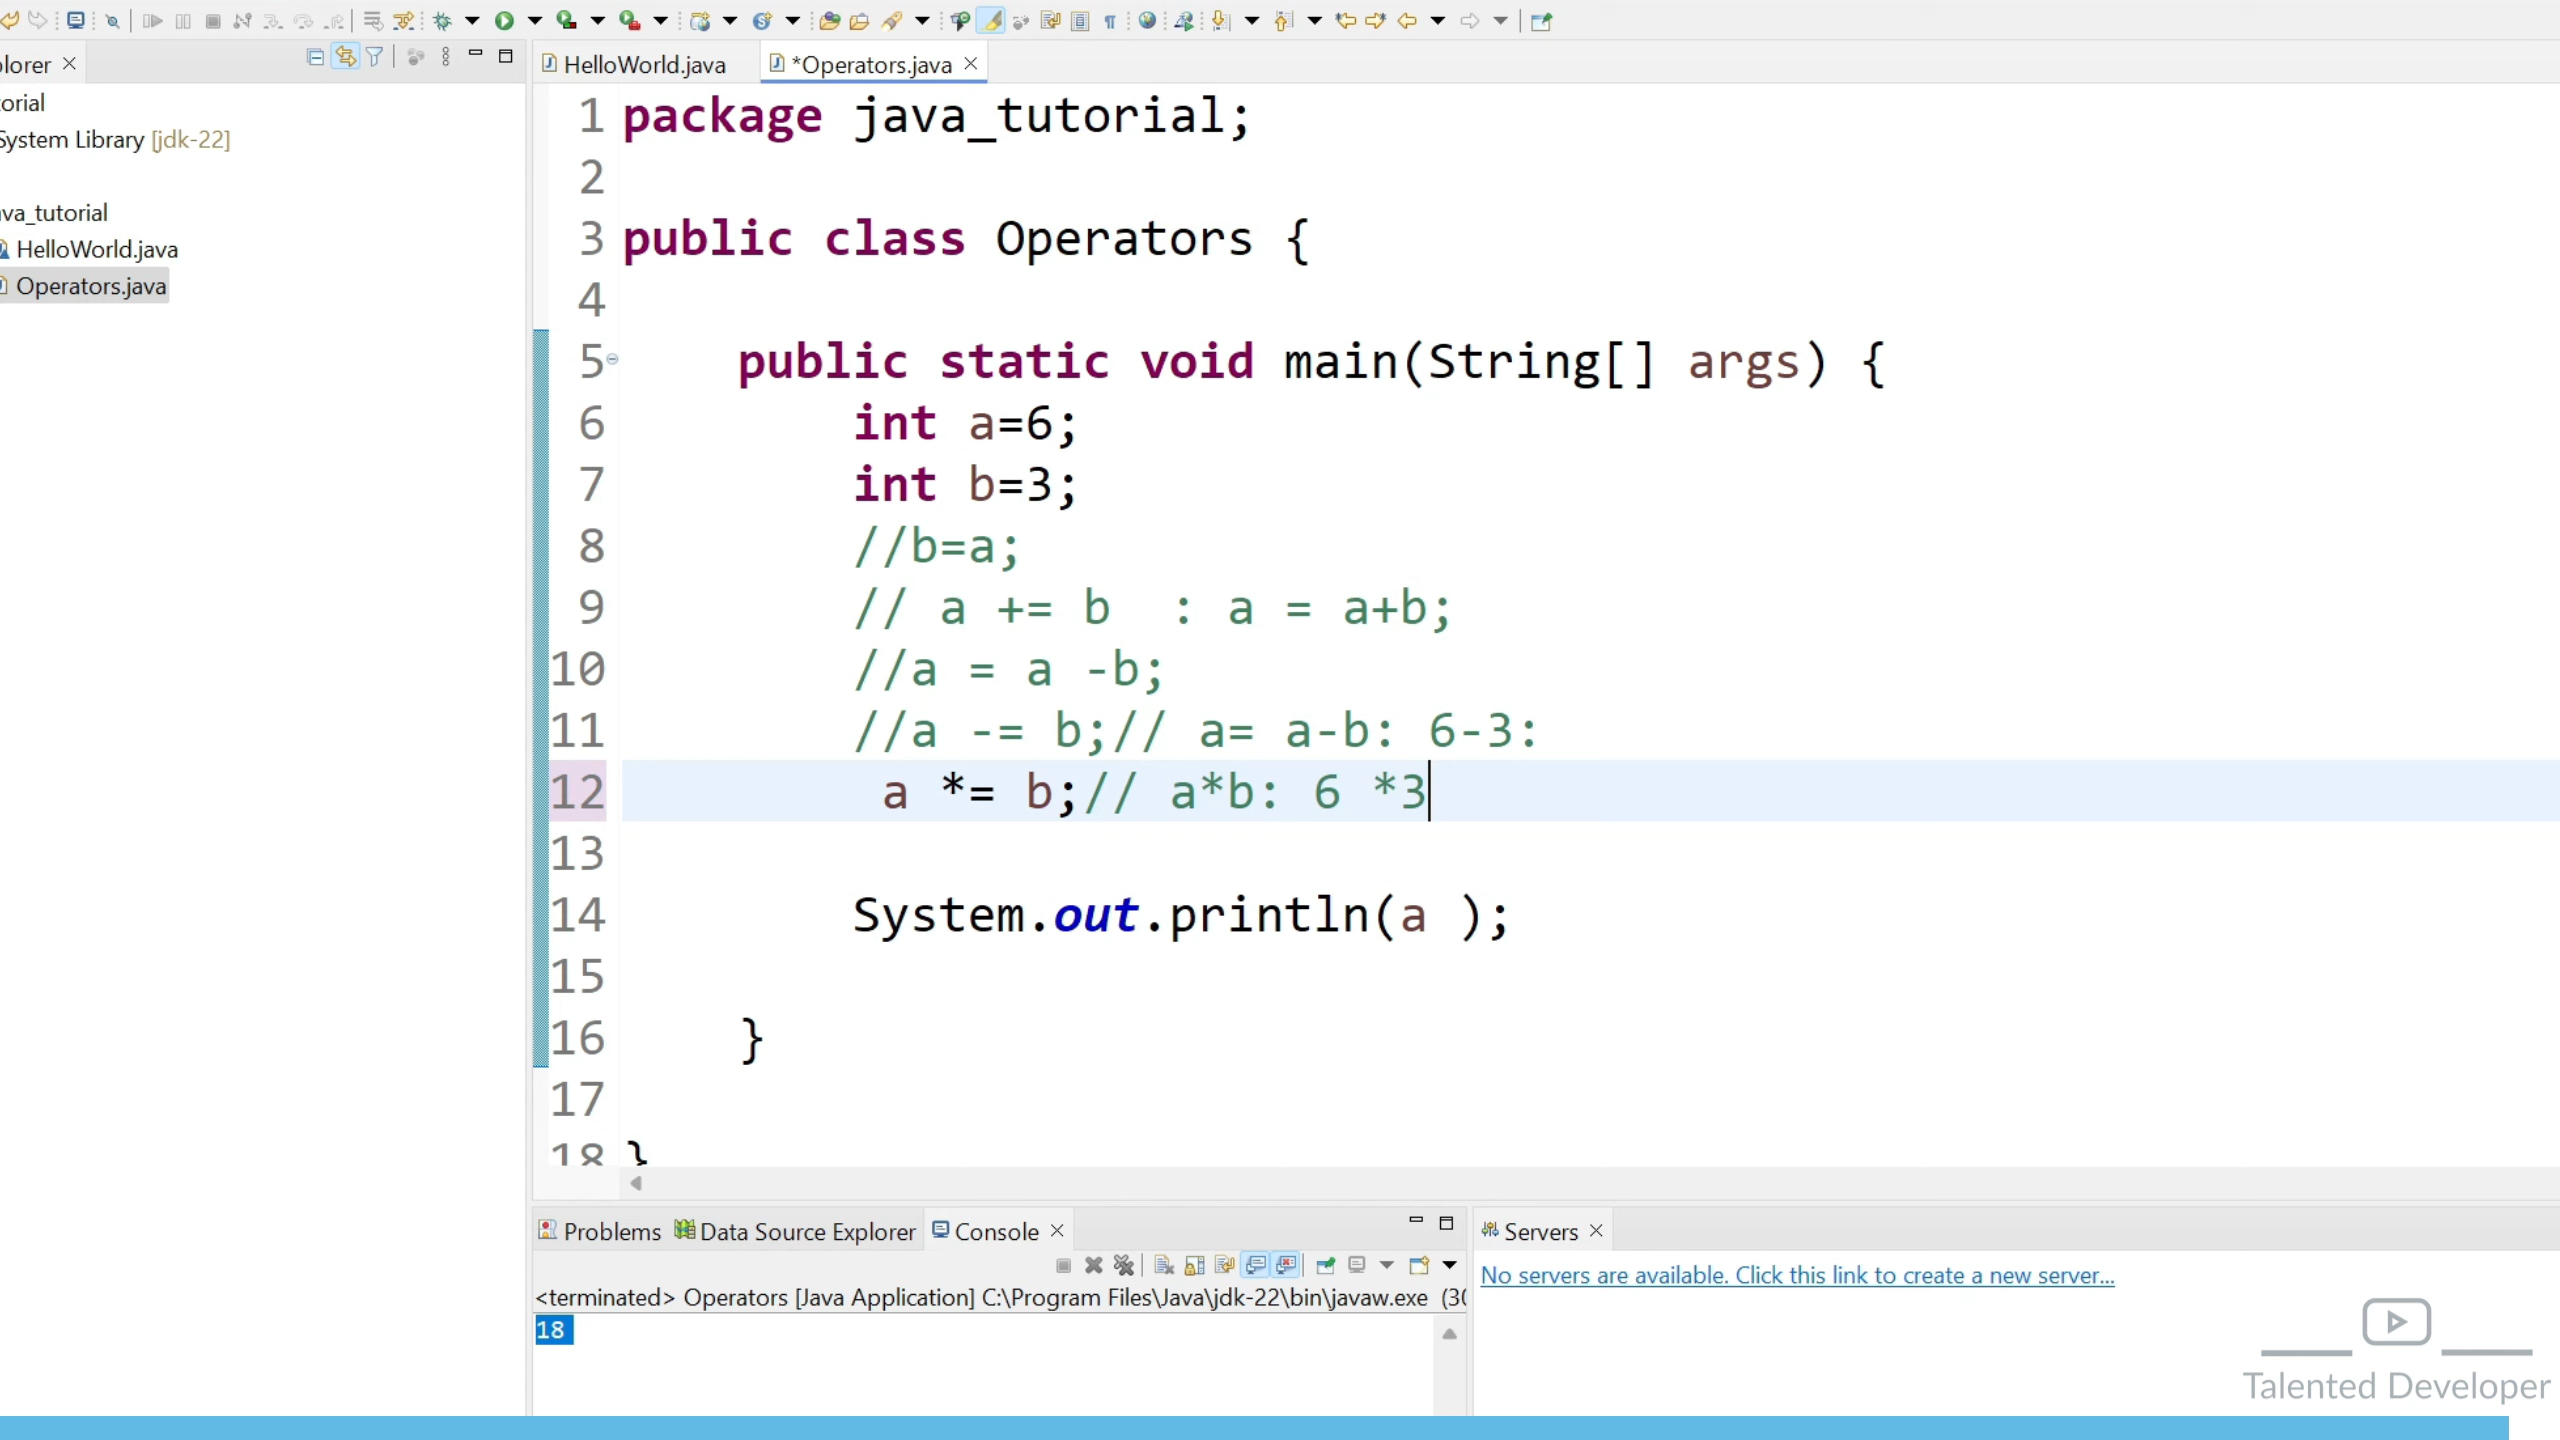 lorer
HelloWorld.java
*Operators.java
orial
System Library [jdk-22]
va_tutorial
HelloWorld.java
Operators.java
1 package java_tutorial;
2
3 public class Operators {
4
5 public static void main(String[] args) {
6 int a=6;
7 int b=3;
8 //b=a;
9 // a += b : a = a+b;
10 //a = a -b;
11 //a -= b;// a= a-b: 6-3:
12 a *= b;// a*b: 6 *3
13
14 System.out.println(a );
15
16 }
17
18 }
Problems Data Source Explorer Console
Servers
<terminated> Operators [Java Application] C:\Program Files\Java\jdk-22\bin\javaw.exe (30
18
No servers are available. Click this link to create a new server...
Talented Developer